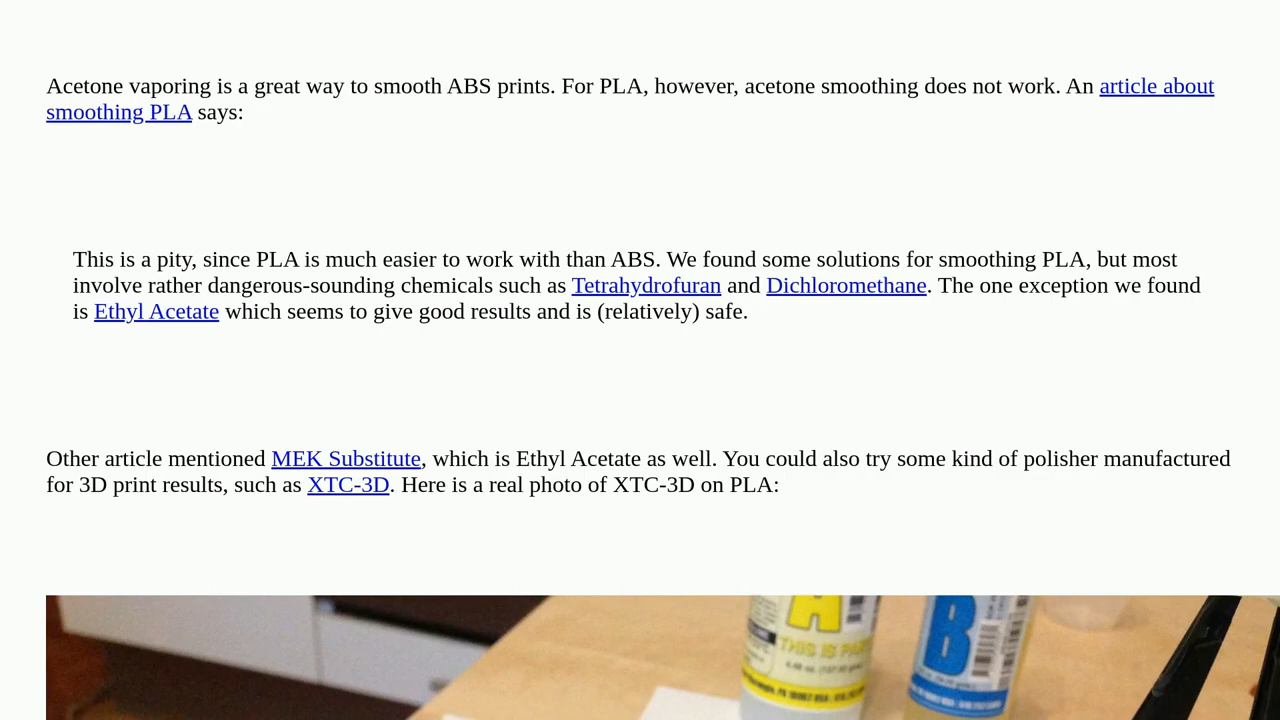 Acetone vaporing is a great way to smooth ABS prints. For PLA, however, acetone smoothing does not work. An article about
smoothing PLA says:
This is a pity, since PLA is much easier to work with than ABS. We found some solutions for smoothing PLA, but most
involve rather dangerous-sounding chemicals such as Tetrahydrofuran and Dichloromethane. The one exception we found
is Ethyl Acetate which seems to give good results and is (relatively) safe.
Other article mentioned MEK Substitute, which is Ethyl Acetate as well. You could also try some kind of polisher manufactured
for 3D print results, such as XTC-3D. Here is a real photo of XTC-3D on PLA:
A
THIS IS
B